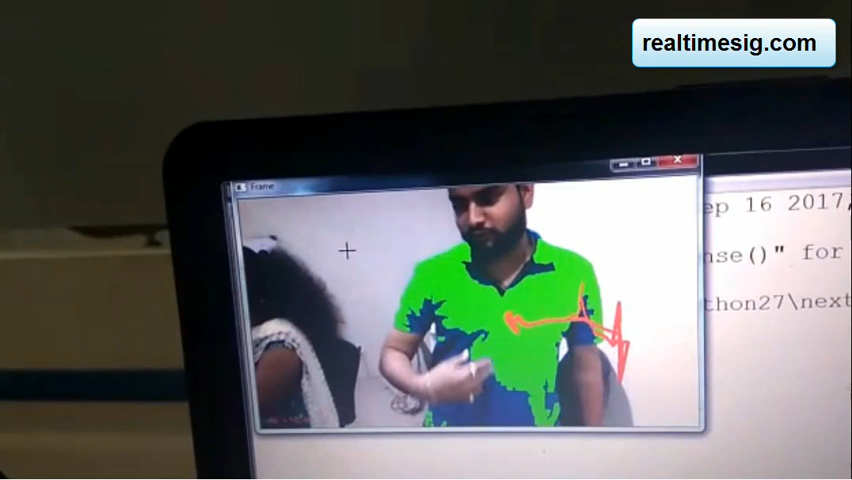 realtimesig.com
Frame
ep 16 2017,
nse()" for
thon27\next